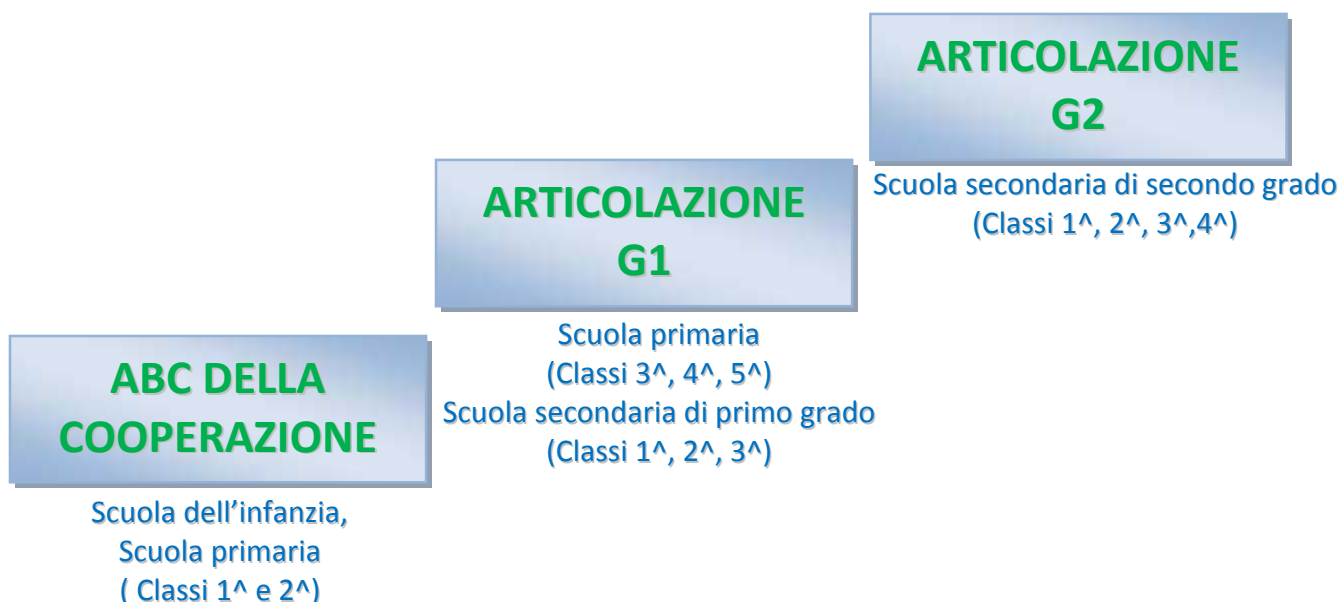 ARTICOLAZIONE
G2
Scuola secondaria di secondo grado
(Classi 1^, 2^, 3^,4^)
ARTICOLAZIONE
G1
Scuola primaria
(Classi 3^, 4^, 5^)
Scuola secondaria di primo grado
(Classi 1^, 2^, 3^)
ABC DELLA
COOPERAZIONE
Scuola dell’infanzia,
Scuola primaria
( Classi 1^ e 2^)